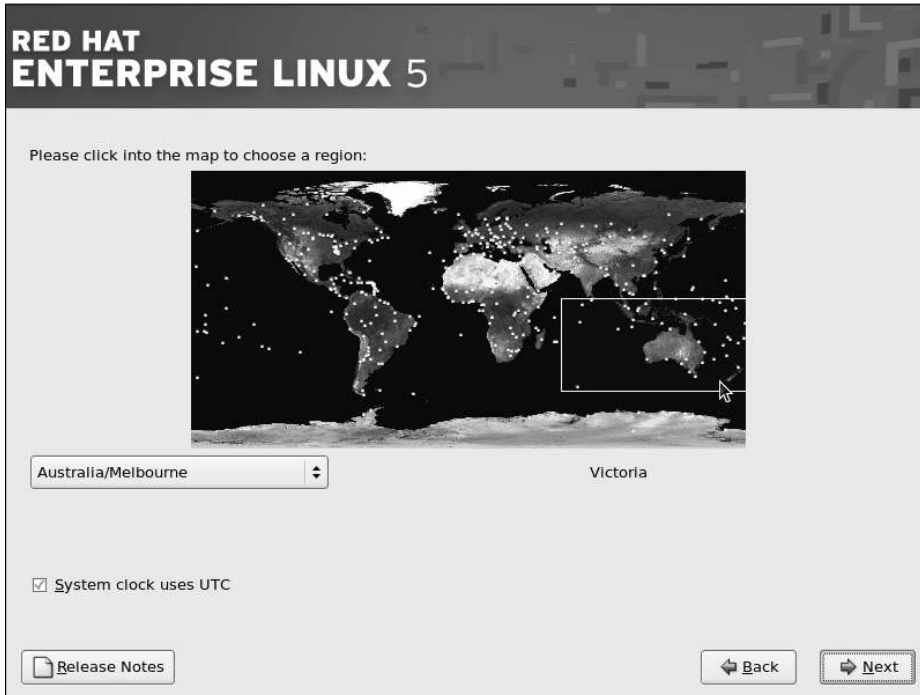 RED HAT
ENTERPRISE LINUX 5
Please click into the map to choose a region:
Australia/Melbourne
Victoria
System clock uses UTC
Release Notes
Back
Next